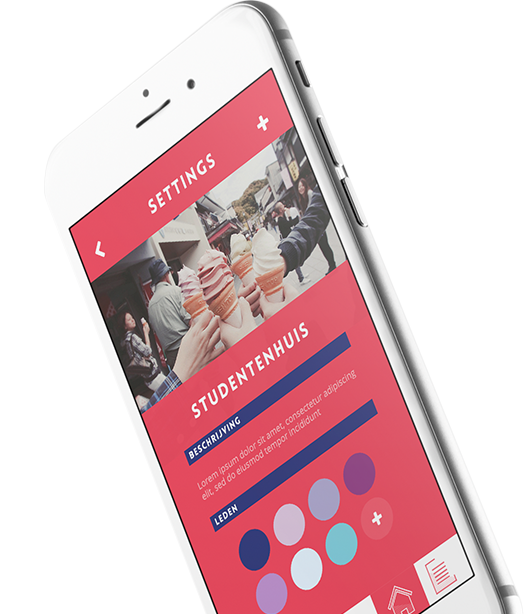 SETTINGS
STUDENTENHUIS
BESCHRIJVING
Lorem ipsum dolor sit amet, consectetur adipiscing
elit, sed do eiusmod tempor incididunt
LEDEN